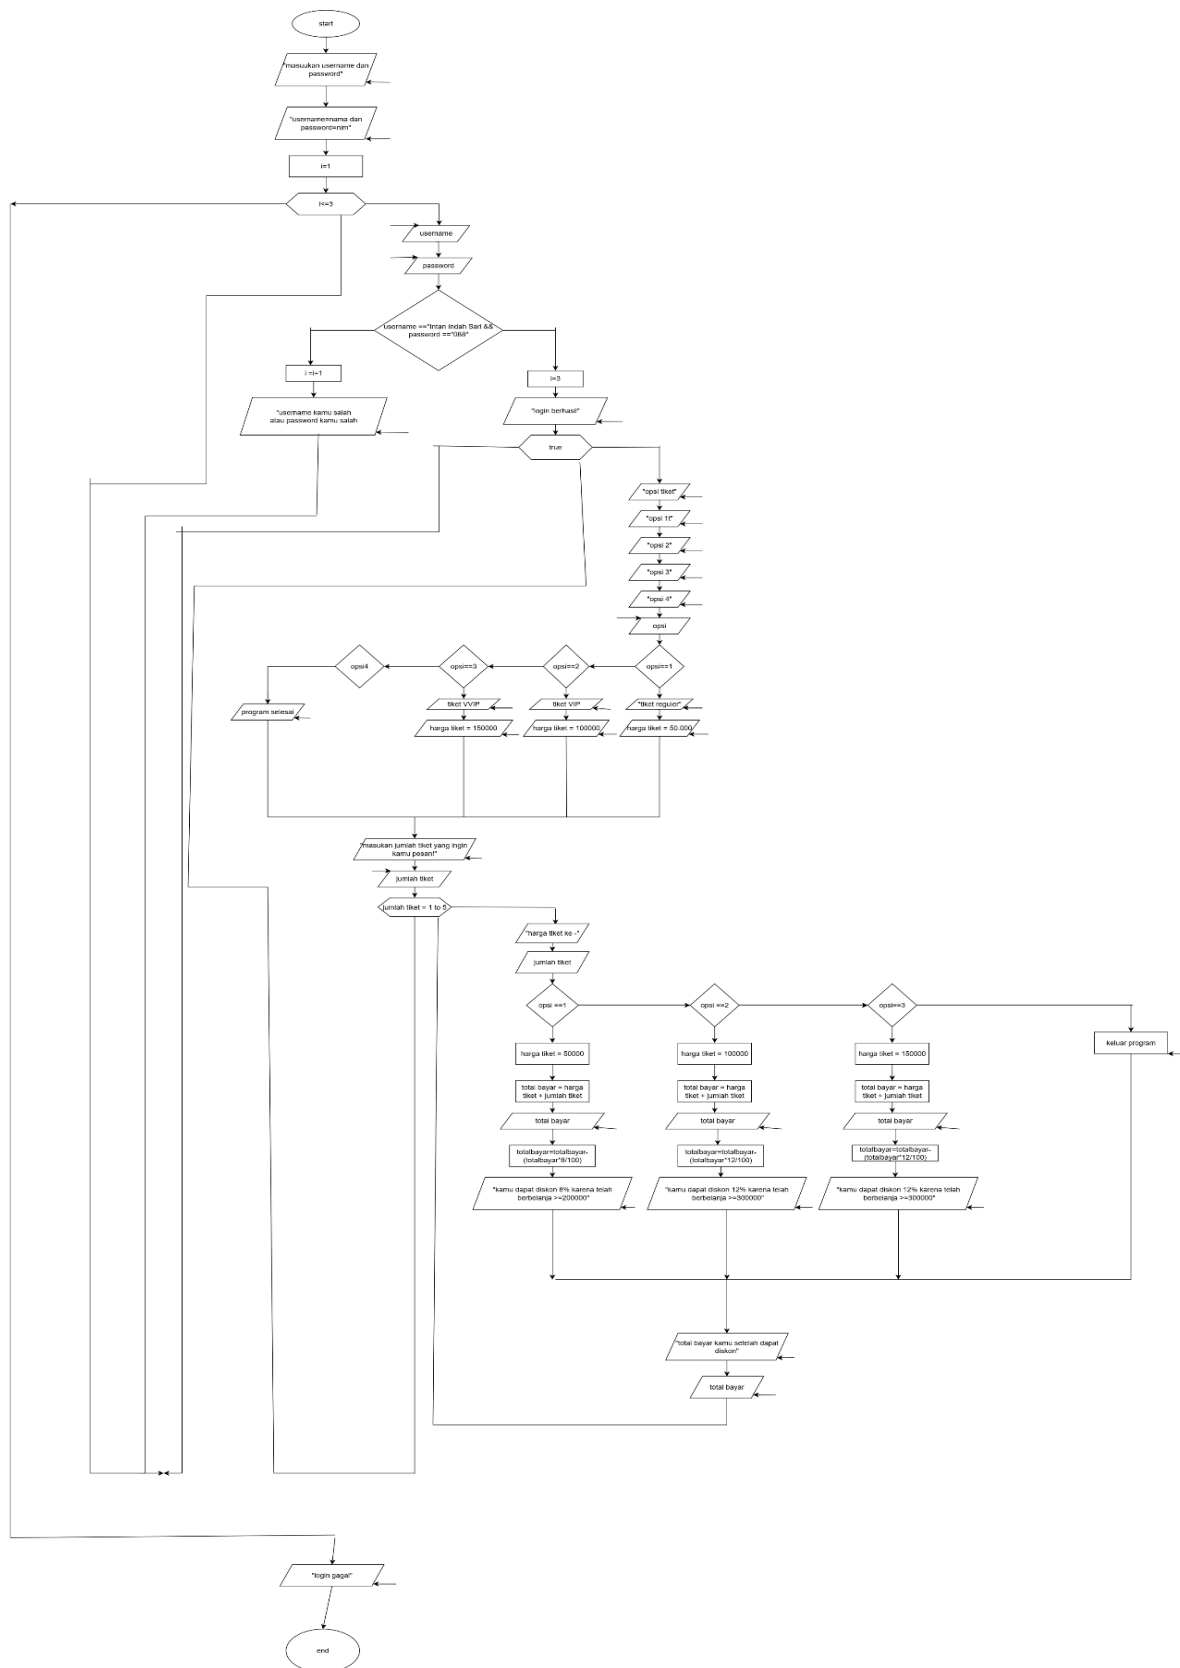 start
"masuukan username dan
password"
"username=nama dan
password=nim"
i=1
i<=3
username
password
username =="Intan Indah Sari &&
password =="088"
i =i+1
i=3
"username kamu salah
atau password kamu salah
"login berhasil"
true
"opsi tiket"
"opsi 1t"
"opsi 2"
"opsi 3"
"opsi 4"
opsi
opsi4
opsi==3
opsi==2
opsi==1
program selesai
tiket VVIP
tiket VIP
"tiket reguler"
harga tiket = 150000
harga tiket = 100000
harga tiket = 50.000
"masukan jumlah tiket yang ingin
kamu pesan!"
jumlah tiket
jumlah tiket = 1 to 5
"harga tiket ke -"
jumlah tiket
opsi ==1
opsi ==2
opsi==3
keluar program
harga tiket = 50000
harga tiket = 100000
harga tiket = 150000
total bayar = harga
tiket + jumlah tiket
total bayar = harga
tiket + jumlah tiket
total bayar = harga
tiket + jumlah tiket
total bayar
total bayar
total bayar
totalbayar=totalbayar-
(totalbayar*8/100)
totalbayar=totalbayar-
(totalbayar*12/100)
totalbayar=totalbayar-
(totalbayar*12/100)
"kamu dapat diskon 8% karena telah
berbelanja >=200000"
"kamu dapat diskon 12% karena telah
berbelanja >=300000"
"kamu dapat diskon 12% karena telah
berbelanja >=300000"
"total bayar kamu setelah dapat
diskon"
total bayar
"login gagal"
end